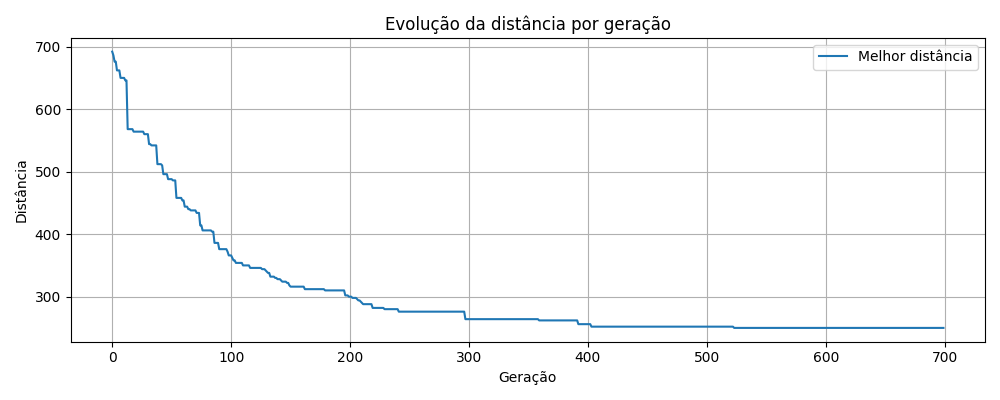 Evolução da distância por geração
Melhor distância
Distância
700
600
500
400
300
0 100 200 300 400 500 600 700
Geração